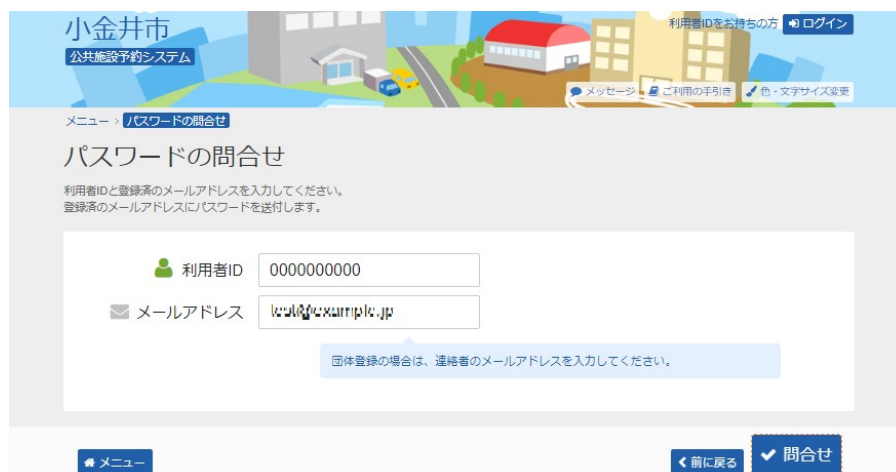 小金井市
公共施設予約システム
利用者IDをお持ちの方 ログイン
メッセージ ご利用の手引き 色・文字サイズ変更
メニュー › パスワードの問合せ
パスワードの問合せ
利用者IDと登録済のメールアドレスを入力してください。
登録済のメールアドレスにパスワードを送付します。
利用者ID 0000000000
メールアドレス
団体登録の場合は、連絡者のメールアドレスを入力してください。
メニュー 前に戻る 問合せ